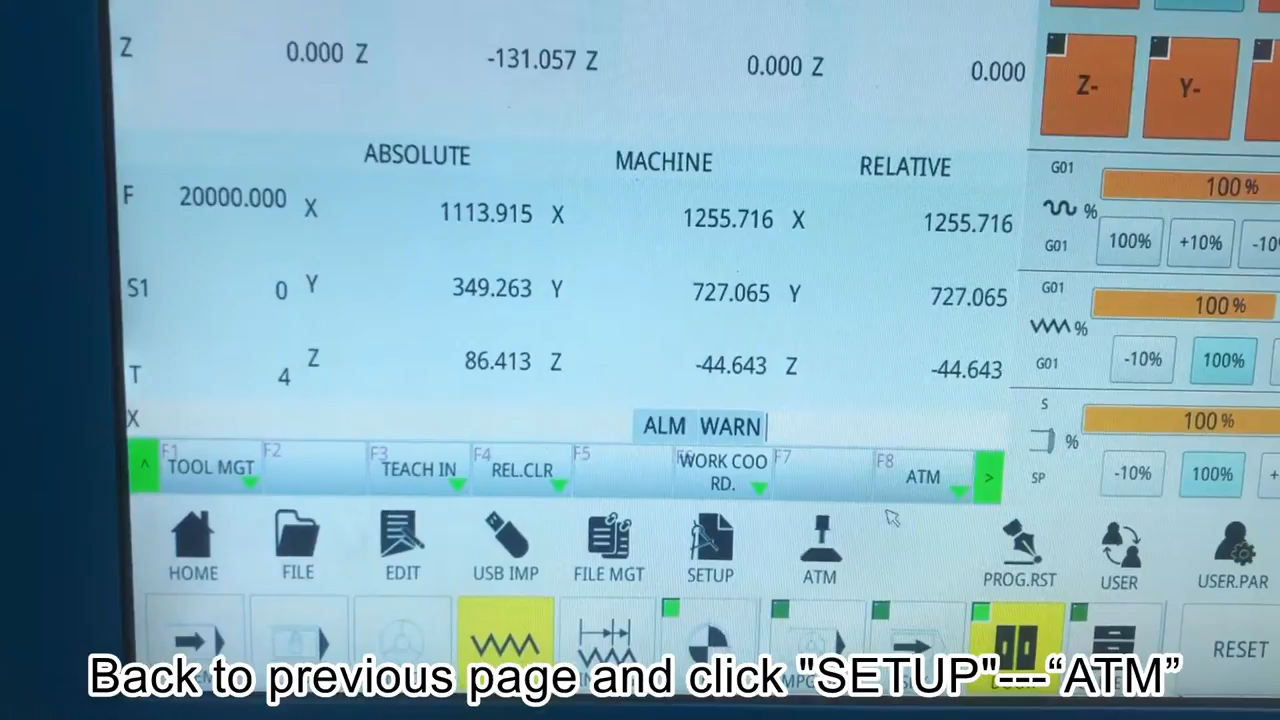 Z 0.000 Z -131.057 Z 0.000 Z 0.000
Z- Y-
ABSOLUTE MACHINE RELATIVE
F 20000.000 X 1113.915 X 1255.716 X 1255.716
S1 0 Y 349.263 Y 727.065 Y 727.065
T 4 Z 86.413 Z -44.643 Z -44.643
X ALM WARN
G01 100%
%
G01 100% +10% -10
G01 100%
%
G01 -10% 100%
S 100%
%
SP -10% 100% +
^ F1 TOOL MGT F2 F3 TEACH IN F4 REL.CLR F5 WORK COO
RD. F7 F8 ATM >
HOME FILE EDIT USB IMP FILE MGT SETUP ATM PROG.RST USER USER.PAR
RESET
Back to previous page and click "SETUP"---“ATM”